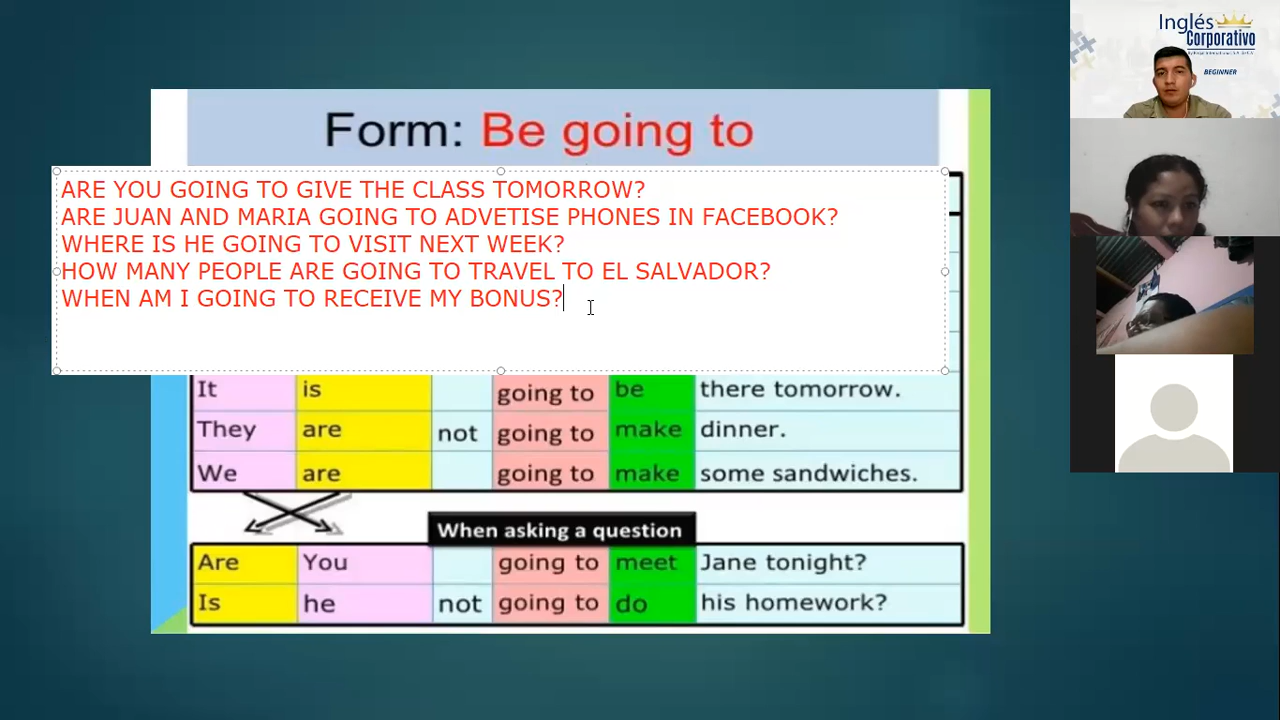 Inglés
Corporativo
BEGINNER
Form: Be going to
ARE YOU GOING TO GIVE THE CLASS TOMORROW?
ARE JUAN AND MARIA GOING TO ADVETISE PHONES IN FACEBOOK?
WHERE IS HE GOING TO VISIT NEXT WEEK?
HOW MANY PEOPLE ARE GOING TO TRAVEL TO EL SALVADOR?
WHEN AM I GOING TO RECEIVE MY BONUS?
It is going to be there tomorrow.
They are not going to make dinner.
We are going to make some sandwiches.
When asking a question
Are You going to meet Jane tonight?
Is he not going to do his homework?